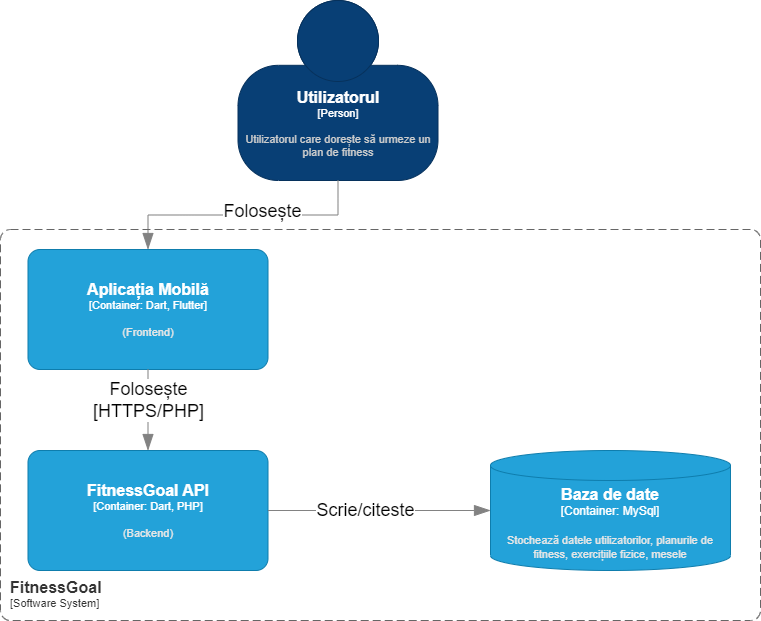 Utilizatorul
[Person]
Utilizatorul care dorește să urmeze un
plan de fitness
Folosește
Aplicația Mobilă
[Container: Dart, Flutter]
(Frontend)
Folosește
[HTTPS/PHP]
FitnessGoal API
[Container: Dart, PHP]
(Backend)
Scrie/citeste
Baza de date
[Container: MySql]
Stochează datele utilizatorilor, planurile de
fitness, exercițiile fizice, mesele
FitnessGoal
[Software System]